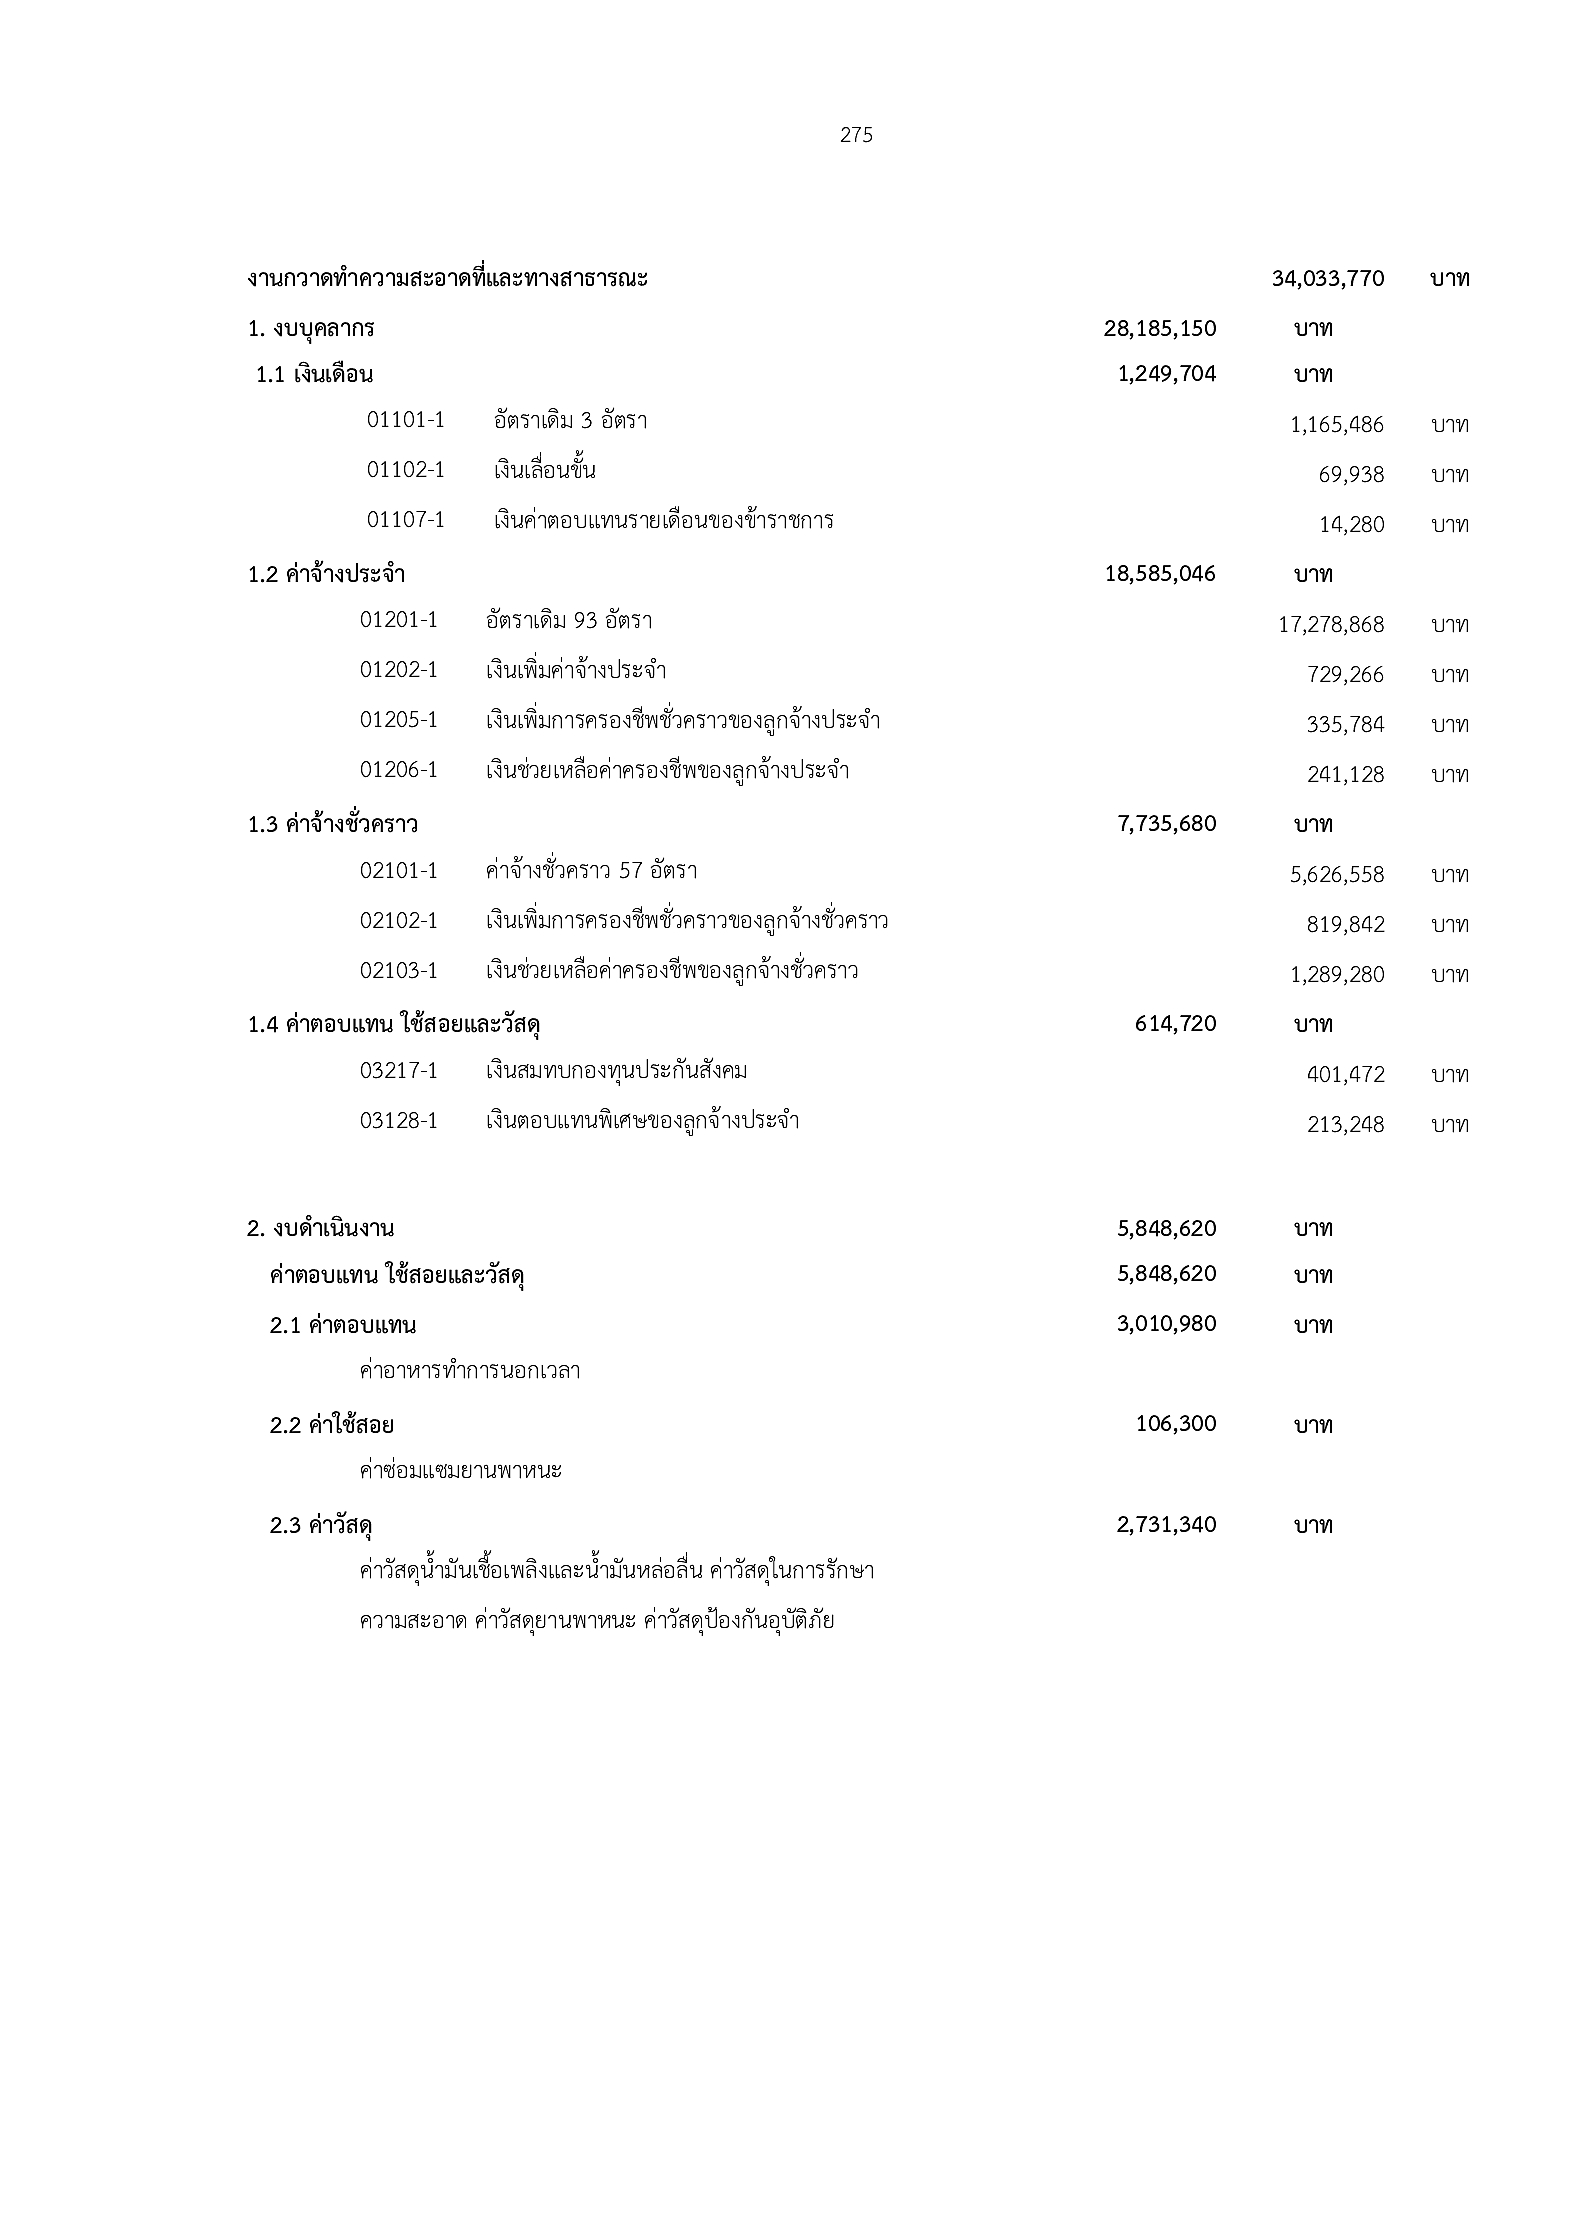 275
งานกวาดทำความสะอาดที่และทางสาธารณะ 34,033,770 บาท
1. งบบุคลากร 28,185,150 บาท
1.1 เงินเดือน 1,249,704 บาท
01101-1 อัตราเดิม 3 อัตรา 1,165,486 บาท
01102-1 เงินเลื่อนขั้น 69,938 บาท
01107-1 เงินค่าตอบแทนรายเดือนของข้าราชการ 14,280 บาท
1.2 ค่าจ้างประจำ 18,585,046 บาท
01201-1 อัตราเดิม 93 อัตรา 17,278,868 บาท
01202-1 เงินเพิ่มค่าจ้างประจำ 729,266 บาท
01205-1 เงินเพิ่มการครองชีพชั่วคราวของลูกจ้างประจำ 335,784 บาท
01206-1 เงินช่วยเหลือค่าครองชีพของลูกจ้างประจำ 241,128 บาท
1.3 ค่าจ้างชั่วคราว 7,735,680 บาท
02101-1 ค่าจ้างชั่วคราว 57 อัตรา 5,626,558 บาท
02102-1 เงินเพิ่มการครองชีพชั่วคราวของลูกจ้างชั่วคราว 819,842 บาท
02103-1 เงินช่วยเหลือค่าครองชีพของลูกจ้างชั่วคราว 1,289,280 บาท
1.4 ค่าตอบแทน ใช้สอยและวัสดุ 614,720 บาท
03217-1 เงินสมทบกองทุนประกันสังคม 401,472 บาท
03128-1 เงินตอบแทนพิเศษของลูกจ้างประจำ 213,248 บาท
2. งบดำเนินงาน 5,848,620 บาท
ค่าตอบแทน ใช้สอยและวัสดุ 5,848,620 บาท
2.1 ค่าตอบแทน 3,010,980 บาท
ค่าอาหารทำการนอกเวลา
2.2 ค่าใช้สอย 106,300 บาท
ค่าซ่อมแซมยานพาหนะ
2.3 ค่าวัสดุ 2,731,340 บาท
ค่าวัสดุน้ำมันเชื้อเพลิงและน้ำมันหล่อลื่น ค่าวัสดุในการรักษา
ความสะอาด ค่าวัสดุยานพาหนะ ค่าวัสดุป้องกันอุบัติภัย